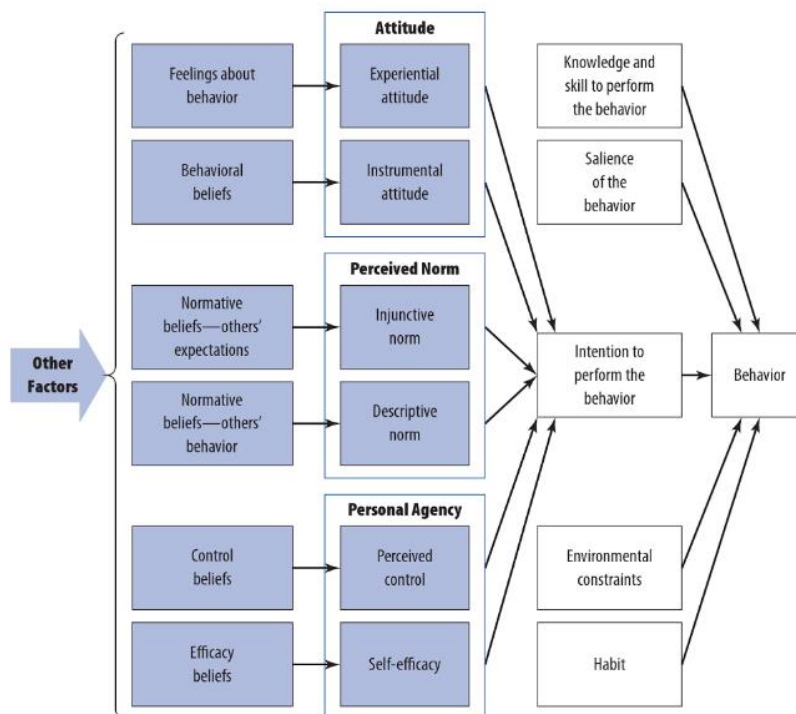 Attitude
Feelings about
behavior
Experiential
attitude
Knowledge and
skill to perform
the behavior
Behavioral
beliefs
Instrumental
attitude
Salience
of the
behavior
Other
Factors
Perceived Norm
Normative
beliefs—others’
expectations
Injunctive
norm
Normative
beliefs—others’
behavior
Descriptive
norm
Intention to
perform the
behavior
Behavior
Personal Agency
Control
beliefs
Perceived
control
Environmental
constraints
Efficacy
beliefs
Self-efficacy
Habit